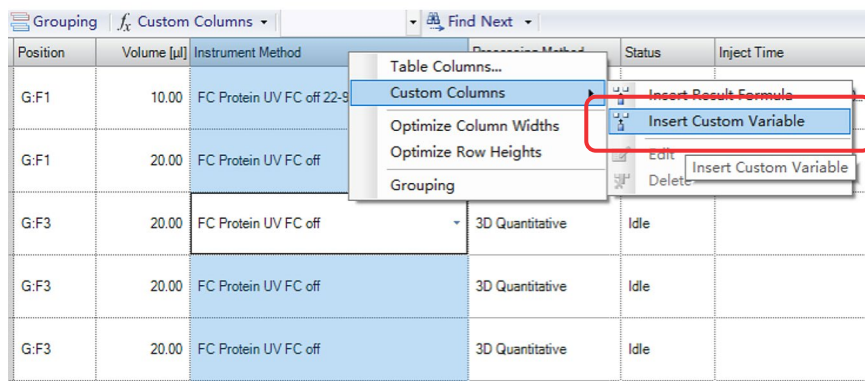 Grouping fx Custom Columns Find Next
Position Volume [µl] Instrument Method Processing Method Status Inject Time
Table Columns...
Custom Columns
Insert Result Formula
Insert Custom Variable
Optimize Column Widths
Optimize Row Heights
Edit
Insert Custom Variable
Delete
Grouping
G:F1 10.00 FC Protein UV FC off 22-9
G:F1 20.00 FC Protein UV FC off
G:F3 20.00 FC Protein UV FC off 3D Quantitative Idle
G:F3 20.00 FC Protein UV FC off 3D Quantitative Idle
G:F3 20.00 FC Protein UV FC off 3D Quantitative Idle